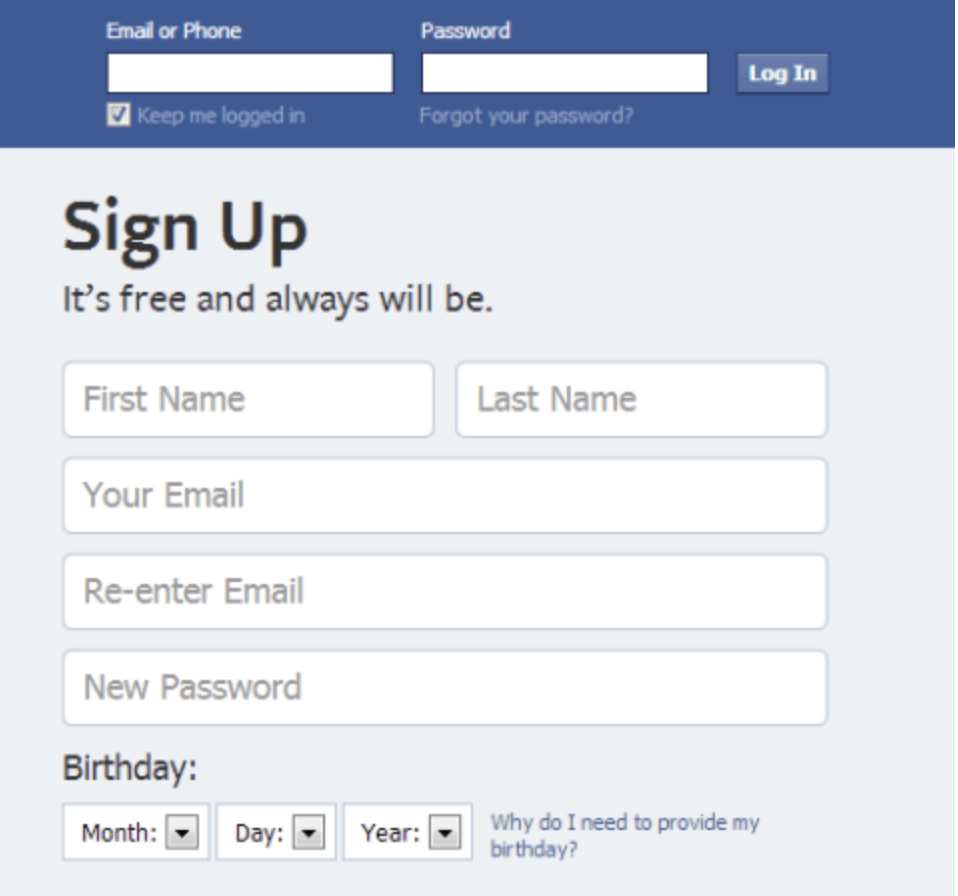 Email or Phone Password
Log In
Keep me logged in Forgot your password?
Sign Up
It's free and always will be.
First Name Last Name
Your Email
Re-enter Email
New Password
Birthday:
Month: Day: Year: Why do I need to provide my
birthday?